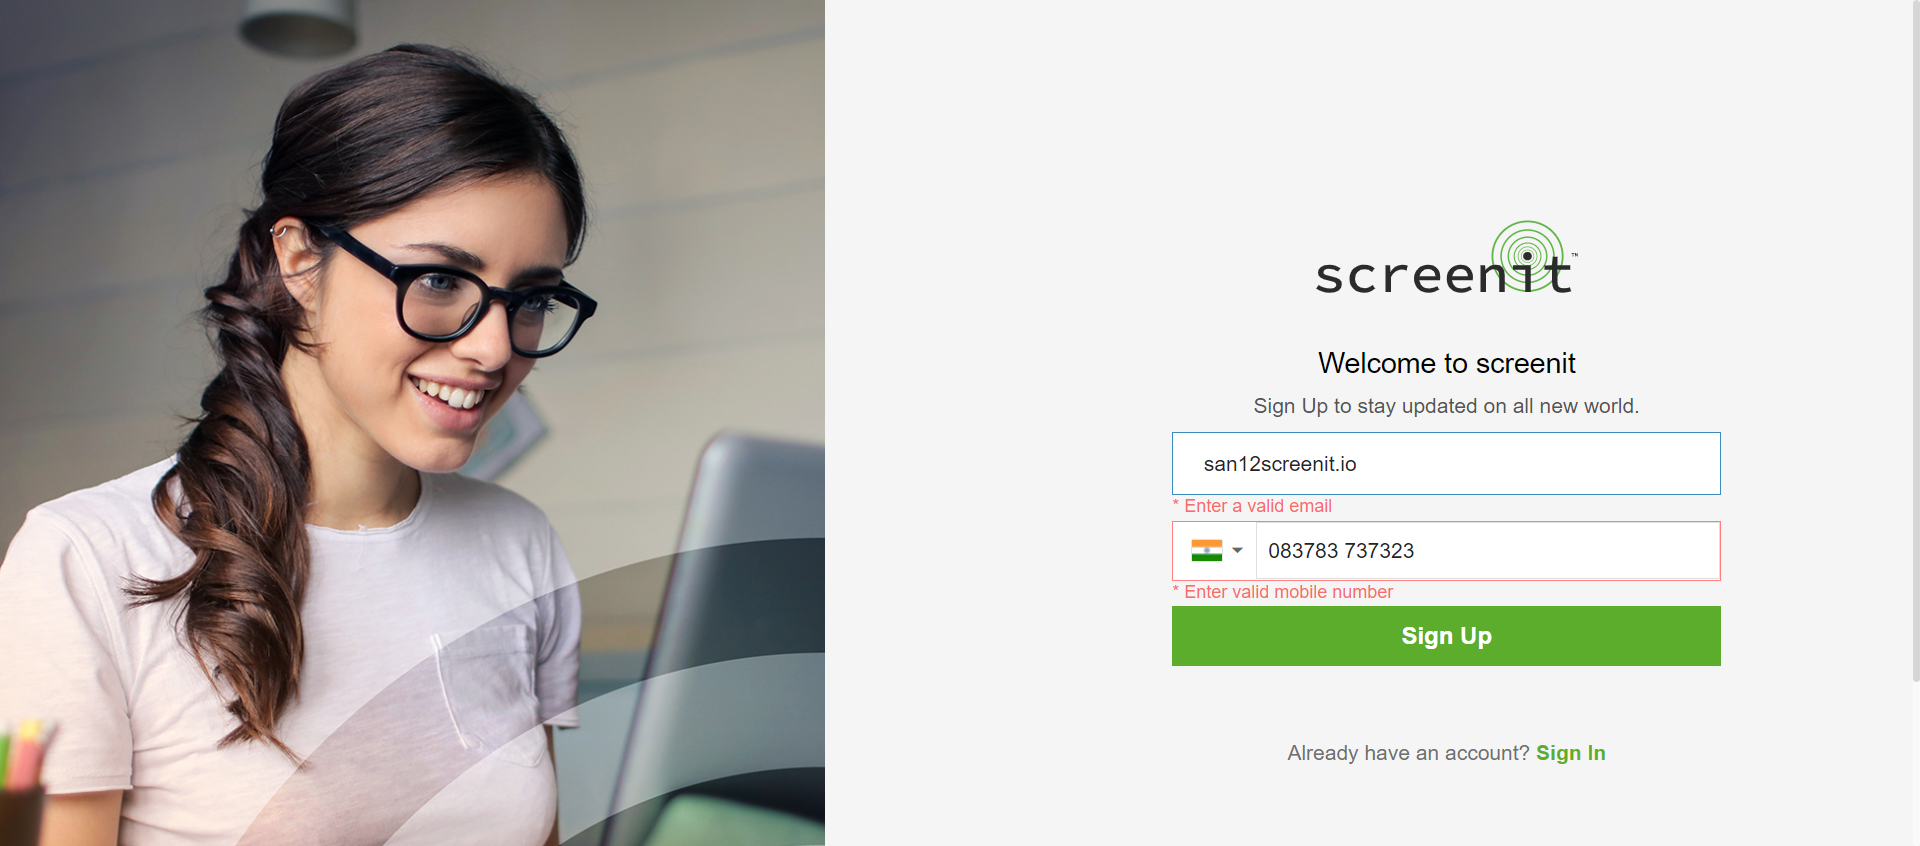 screenit™
Welcome to screenit
Sign Up to stay updated on all new world.
san12screenit.io
* Enter a valid email
083783 737323
* Enter valid mobile number
Sign Up
Already have an account? Sign In